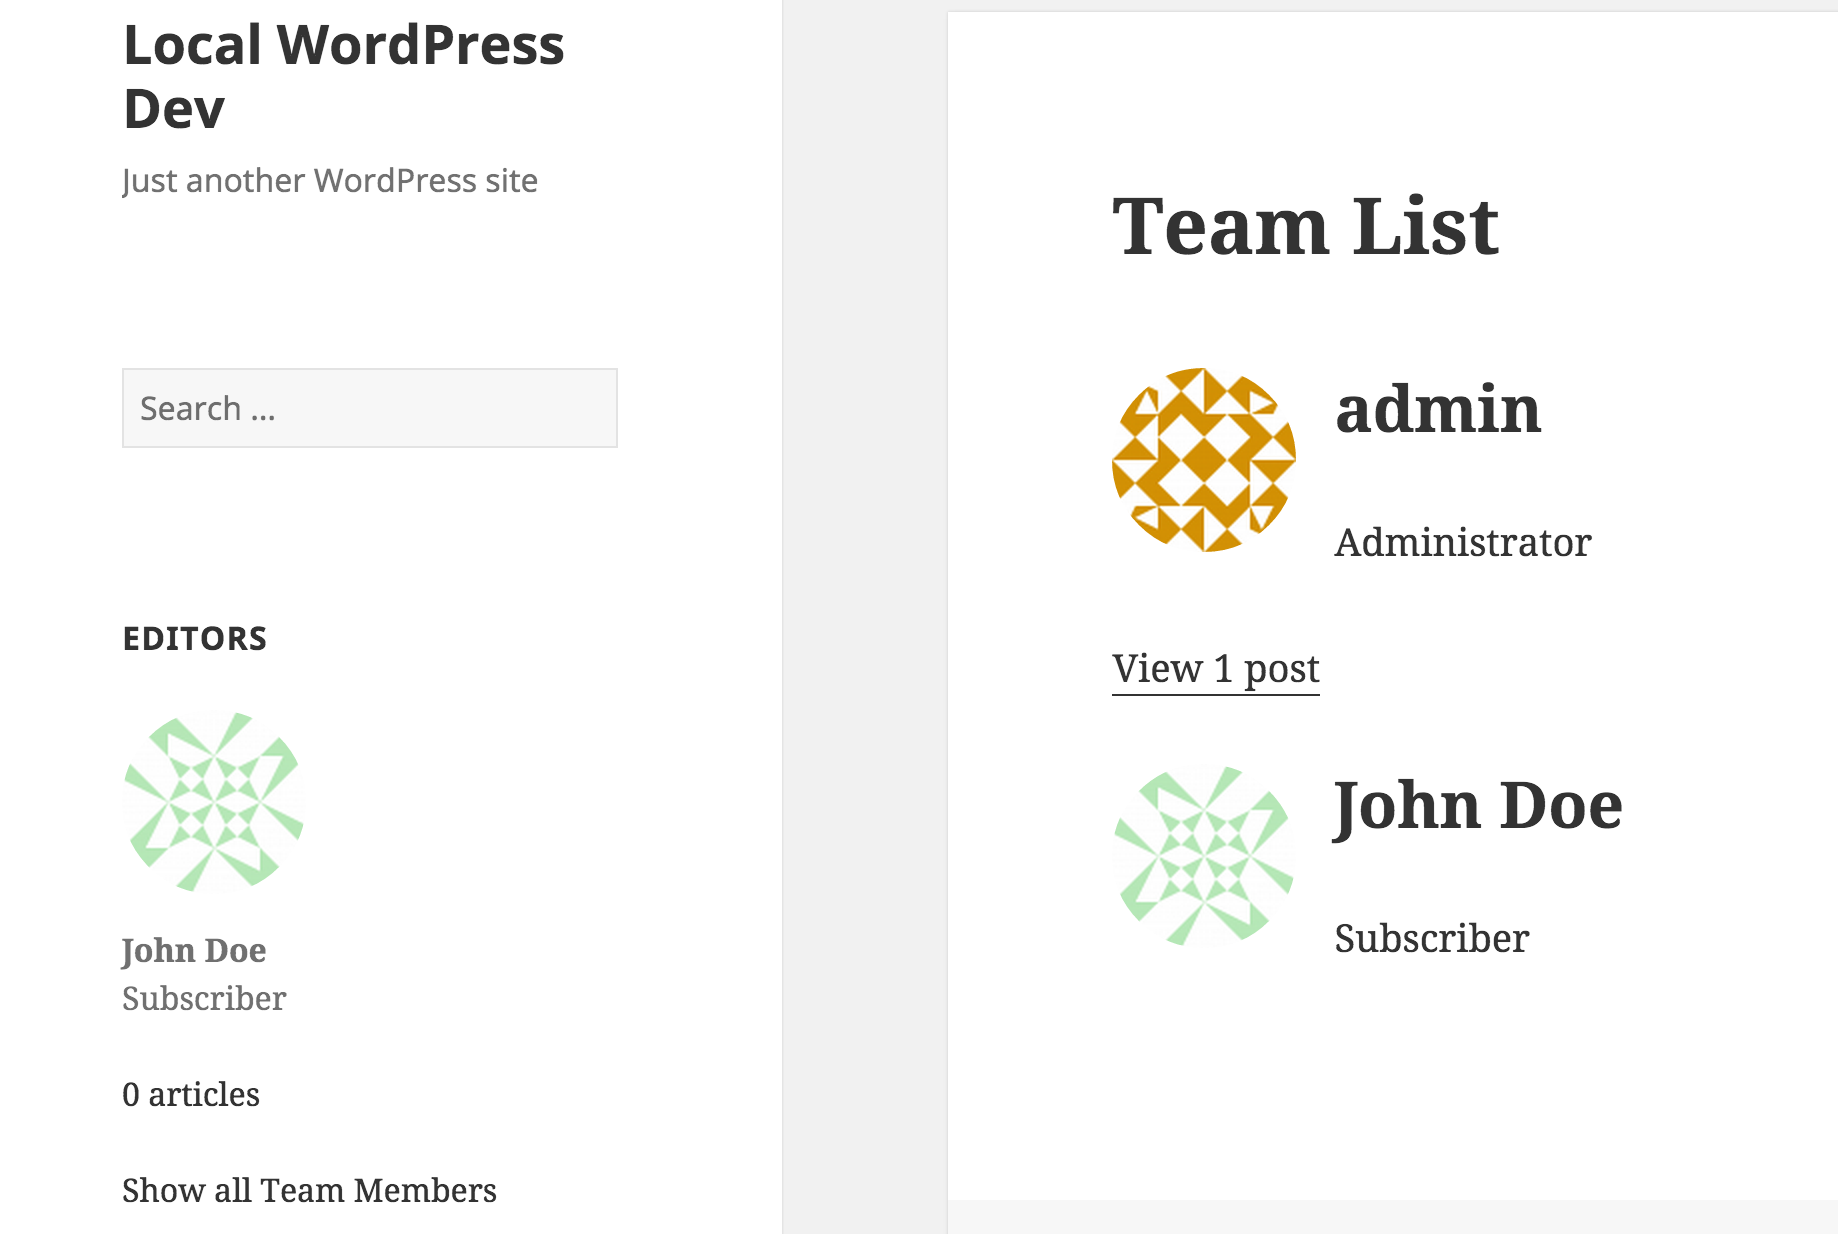 Local WordPress
Dev
Just another WordPress site
Search ...
EDITORS
John Doe
Subscriber
0 articles
Show all Team Members
Team List
admin
Administrator
View 1 post
John Doe
Subscriber